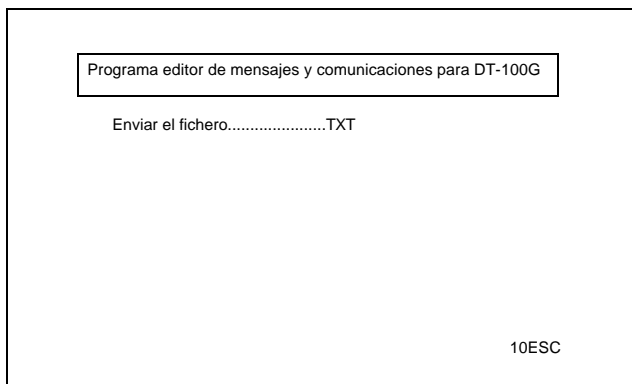 Programa editor de mensajes y comunicaciones para DT-100G
Enviar el fichero......................TXT
10ESC